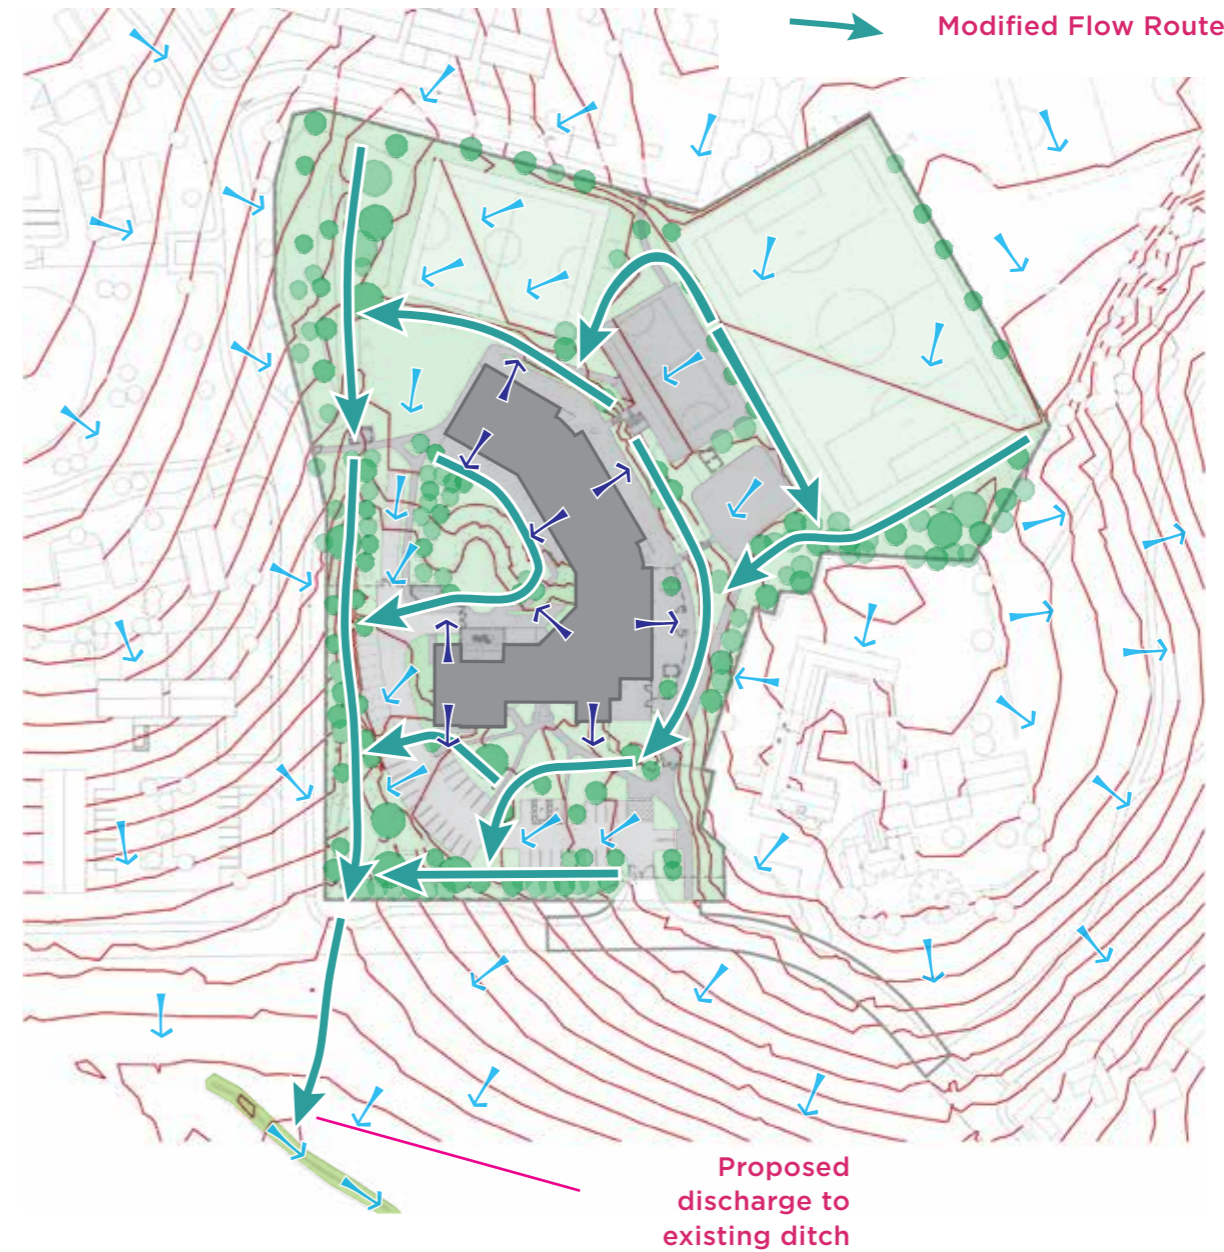 Modified Flow Route
Proposed
discharge to
existing ditch